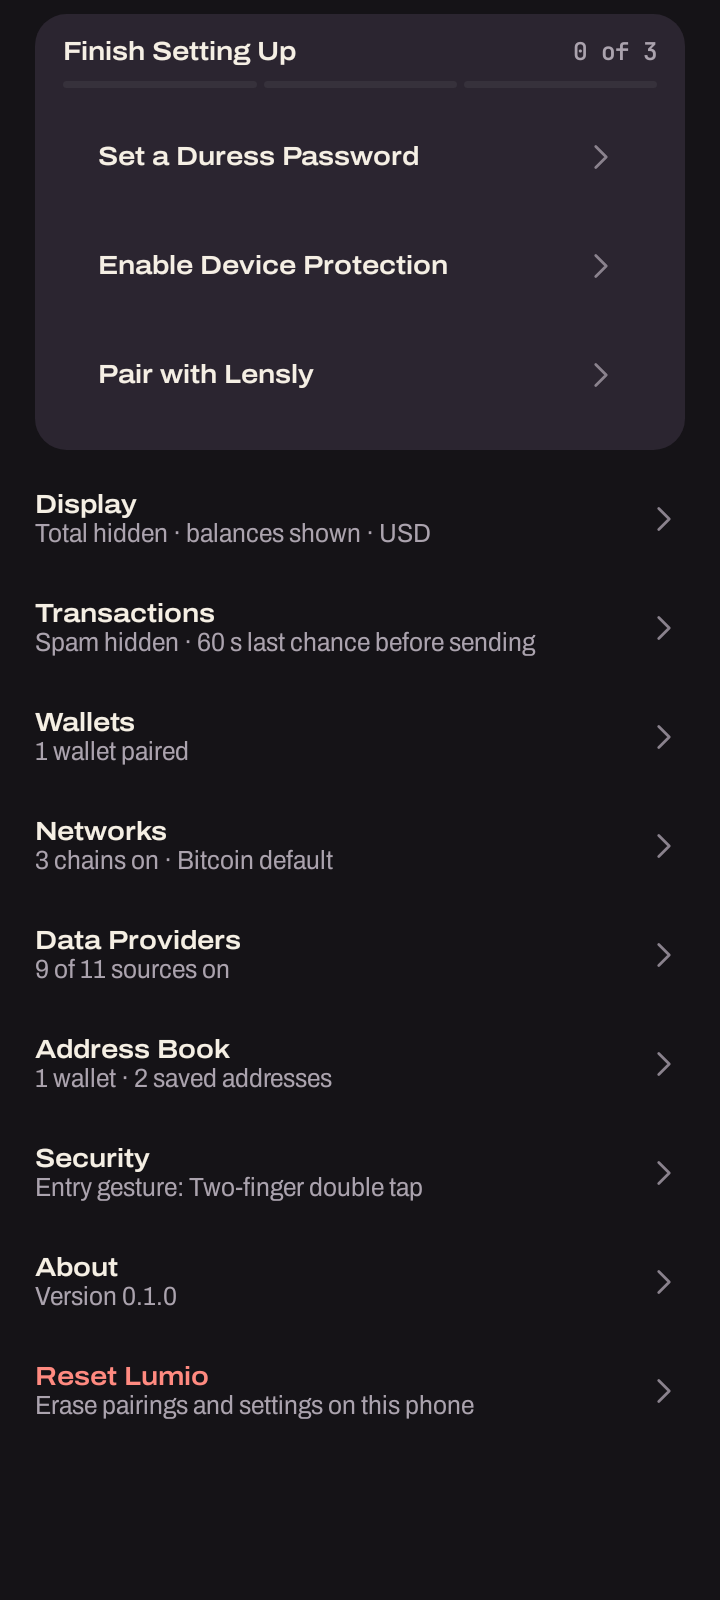 Finish Setting Up
0 of 3
Set a Duress Password
Enable Device Protection
Pair with Lensly
Display
Total hidden · balances shown · USD
Transactions
Spam hidden · 60 s last chance before sending
Wallets
1 wallet paired
Networks
3 chains on · Bitcoin default
Data Providers
9 of 11 sources on
Address Book
1 wallet · 2 saved addresses
Security
Entry gesture: Two-finger double tap
About
Version 0.1.0
Reset Lumio
Erase pairings and settings on this phone